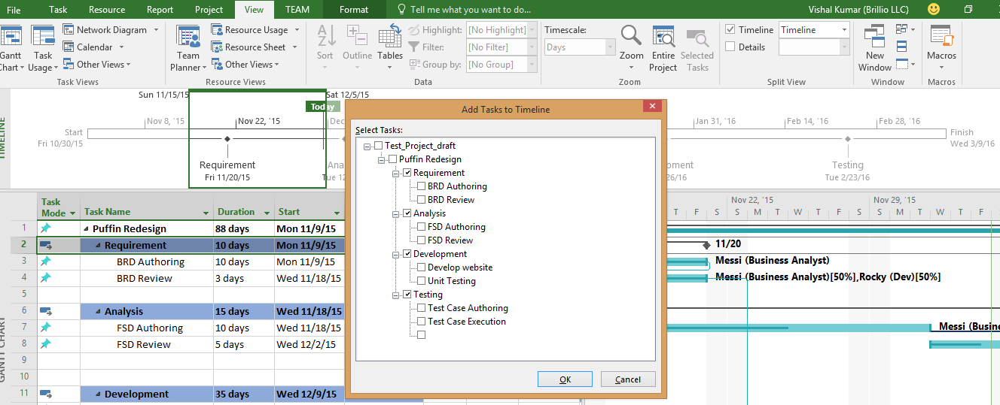 File Task Resource Report Project View TEAM Format Tell me what you want to do... Vishal Kumar (Brillio LLC)
Gantt Chart
Task Usage
Network Diagram
Calendar
Other Views
Task Views
Team Planner
Resource Usage
Resource Sheet
Other Views
Resource Views
Sort
Outline
Tables
Highlight: [No Highlight]
Filter: [No Filter]
Group by: [No Group]
Data
Timescale:
Days
Zoom
Entire Project
Selected Tasks
Zoom
Timeline Timeline
Details
Split View
New Window
Window
Macros
Macros
TIMELINE
Sun 11/15/15 Sat 12/5/15
Today
Nov 8, '15 Nov 22, '15 Dec Jan 31, '16 Feb 14, '16 Feb 28, '16
Start
Fri 10/30/15
Finish
Wed 3/9/16
Requirement
Fri 11/20/15
Ana
Tue 12
opment
26/16
Testing
Tue 2/23/16
Add Tasks to Timeline
Select Tasks:
Test_Project_draft
Puffin Redesign
Requirement
BRD Authoring
BRD Review
Analysis
FSD Authoring
FSD Review
Development
Develop website
Unit Testing
Testing
Test Case Authoring
Test Case Execution
OK Cancel
GANTT CHART
Task Mode Task Name Duration Start
1 Puffin Redesign 88 days Mon 11/9/15
2 Requirement 10 days Mon 11/9/15
3 BRD Authoring 10 days Mon 11/9/15
4 BRD Review 3 days Wed 11/18/15
5
6 Analysis 15 days Wed 11/18/15
7 FSD Authoring 10 days Wed 11/18/15
8 FSD Review 5 days Wed 12/2/15
9
10
11 Development 35 days Wed 12/9/15
Nov 22, '15 Nov 29, '15
T F S S M T W T F S S M T W T F
11/20
Messi (Business Analyst)
Messi (Business Analyst)[50%],Rocky (Dev)[50%]
Messi (Busine